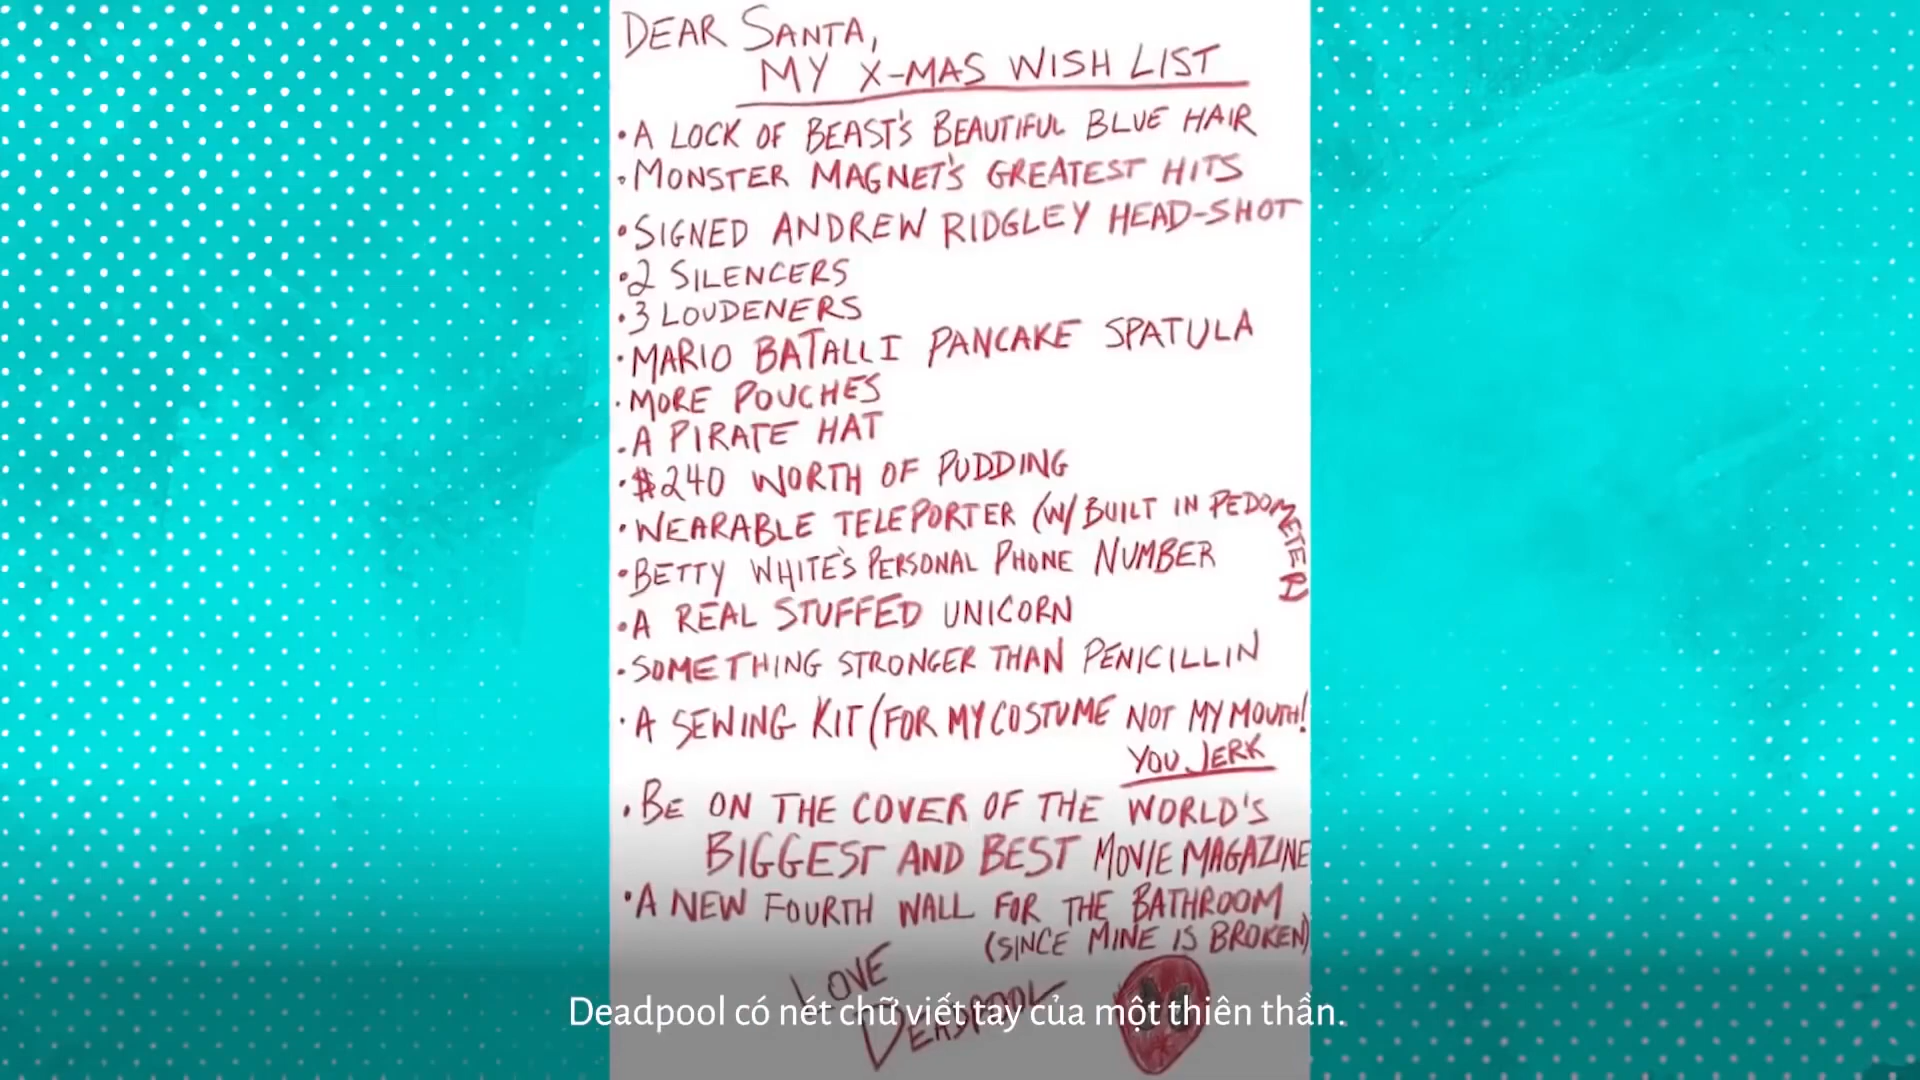 DEAR SANTA,
MY X-MAS WISH LIST
• A LOCK OF BEAST'S BEAUTIFUL BLUE HAIR
• MONSTER MAGNET'S GREATEST HITS
• SIGNED ANDREW RIDGLEY HEAD-SHOT
• 2 SILENCERS
• 3 LOUDENERS
• MARIO BATALLI PANCAKE SPATULA
• MORE POUCHES
• A PIRATE HAT
• $240 WORTH OF PUDDING
• WEARABLE TELEPORTER (W/ BUILT IN PEDOMETER
• BETTY WHITE'S PERSONAL PHONE NUMBER
• A REAL STUFFED UNICORN
• SOMETHING STRONGER THAN PENICILLIN
• A SEWING KIT (FOR MY COSTUME NOT MY MOUTH!
YOU JERK
• BE ON THE COVER OF THE WORLD'S
BIGGEST AND BEST MOVIE MAGAZINE
• A NEW FOURTH WALL FOR THE BATHROOM
(SINCE MINE IS BROKEN)
LOVE
DEADPOOL
Deadpool có nét chữ viết tay của một thiên thần.